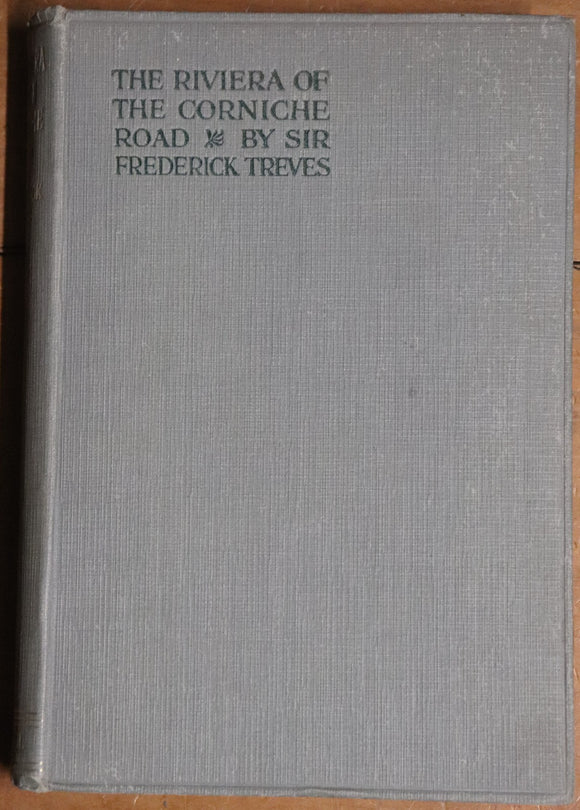 THE RIVIERA OF
THE CORNICHE
ROAD BY SIR
FREDERICK TREVES